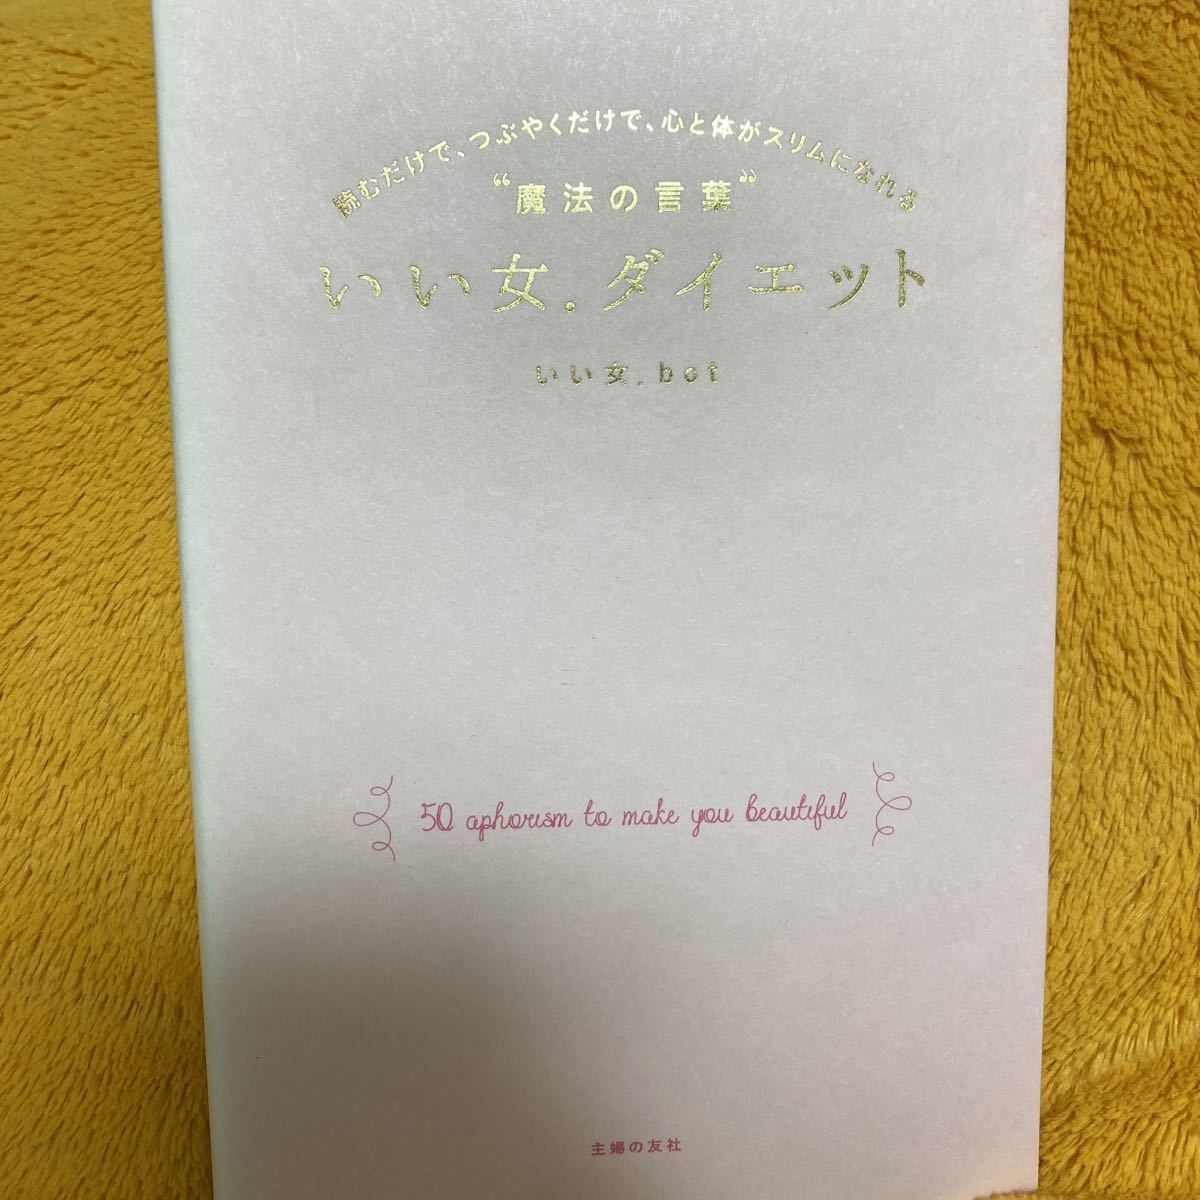 読むだけで、つぶやくだけで、心と体がスリムになれる
“魔法の言葉”
いい女.ダイエット
いい女.bot
50 aphorism to make you beautiful
主婦の友社